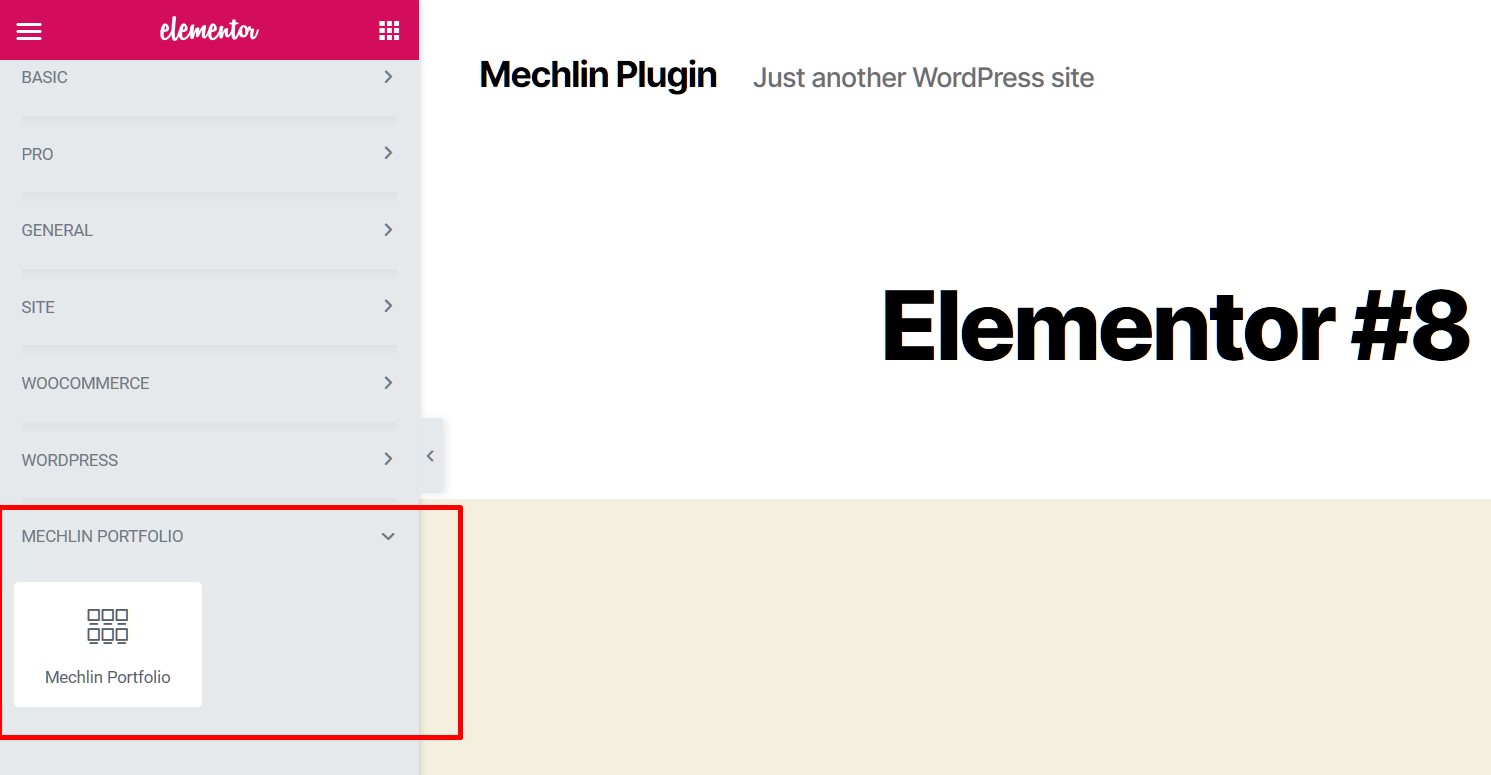 elementor
BASIC
PRO
GENERAL
SITE
WOOCOMMERCE
WORDPRESS
MECHLIN PORTFOLIO
Mechlin Portfolio
Mechlin Plugin Just another WordPress site
Elementor #8